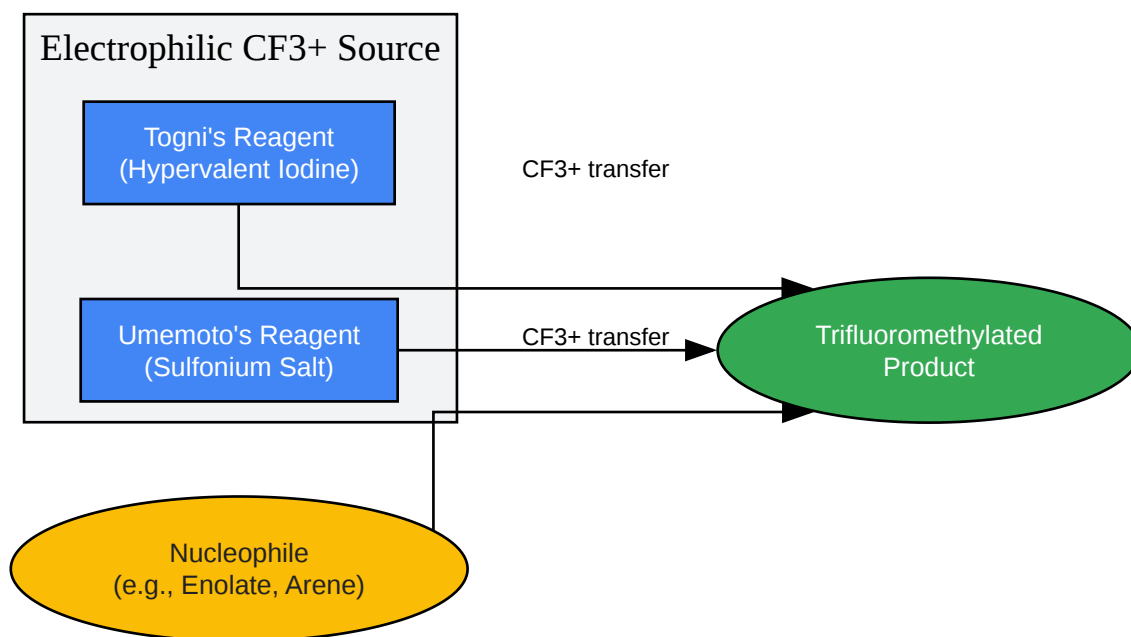 Electrophilic CF3+ Source
Togni's Reagent
(Hypervalent Iodine)
CF3+ transfer
Umemoto's Reagent
(Sulfonium Salt)
CF3+ transfer
Trifluoromethylated
Product
Nucleophile
(e.g., Enolate, Arene)